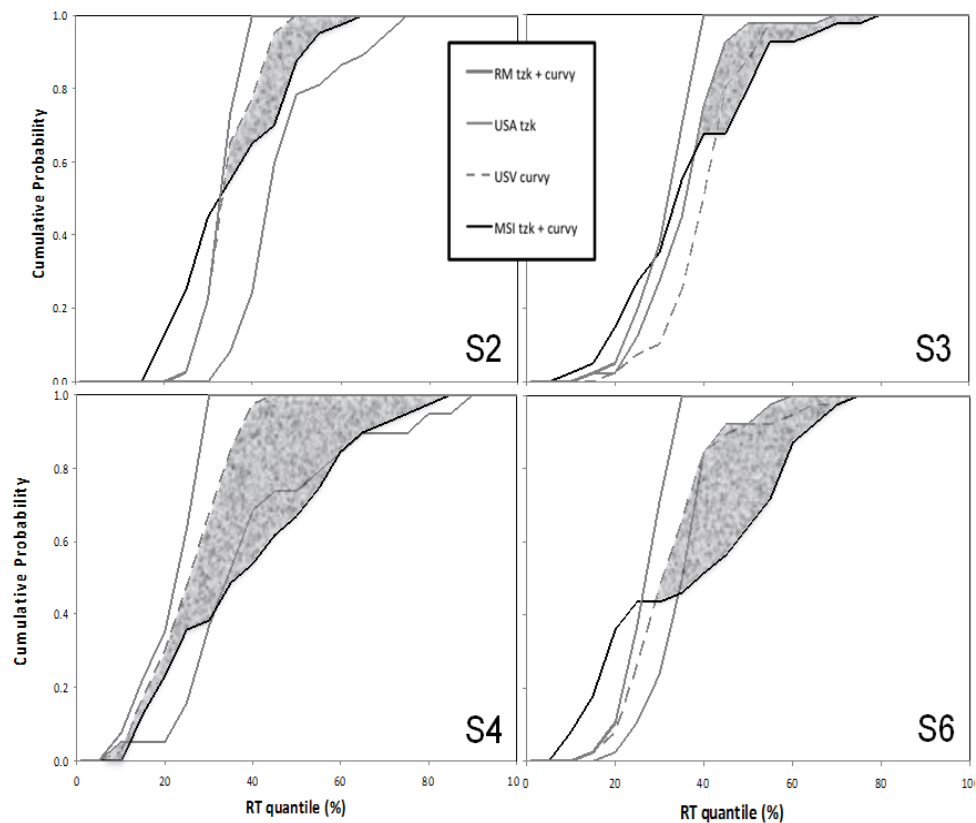 1.0
0.8
0.6
0.4
0.2
0.0
Cumulative Probability
S2
RM tzk + curvy
USA tzk
USV curvy
MSI tzk + curvy
S3
1.0
0.8
0.6
0.4
0.2
0.0
Cumulative Probability
S4
S6
0 20 40 60 80 100
20 40 60 80 100
RT quantile (%)
RT quantile (%)